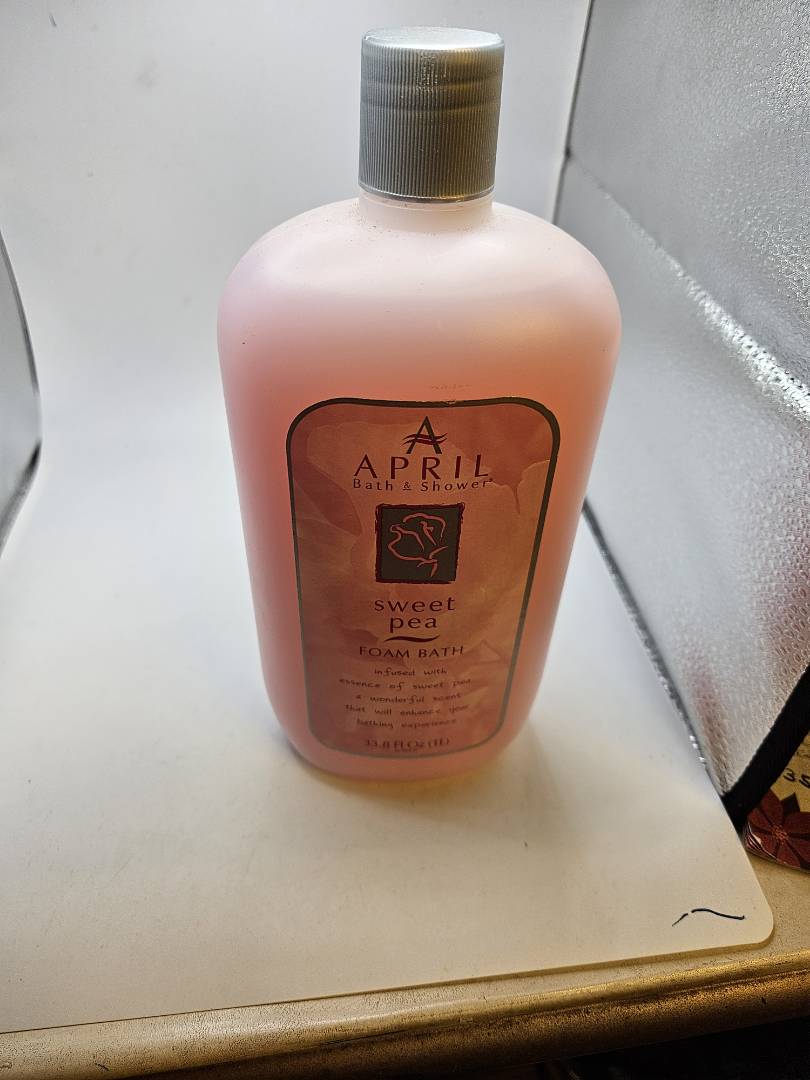 A
APRIL
Bath & Shower
sweet
pea
FOAM BATH
infused with
essence of sweet pea
a wonderful scent
that will enhance your
bathing experience
33.8 Fl Oz (1L)
3S